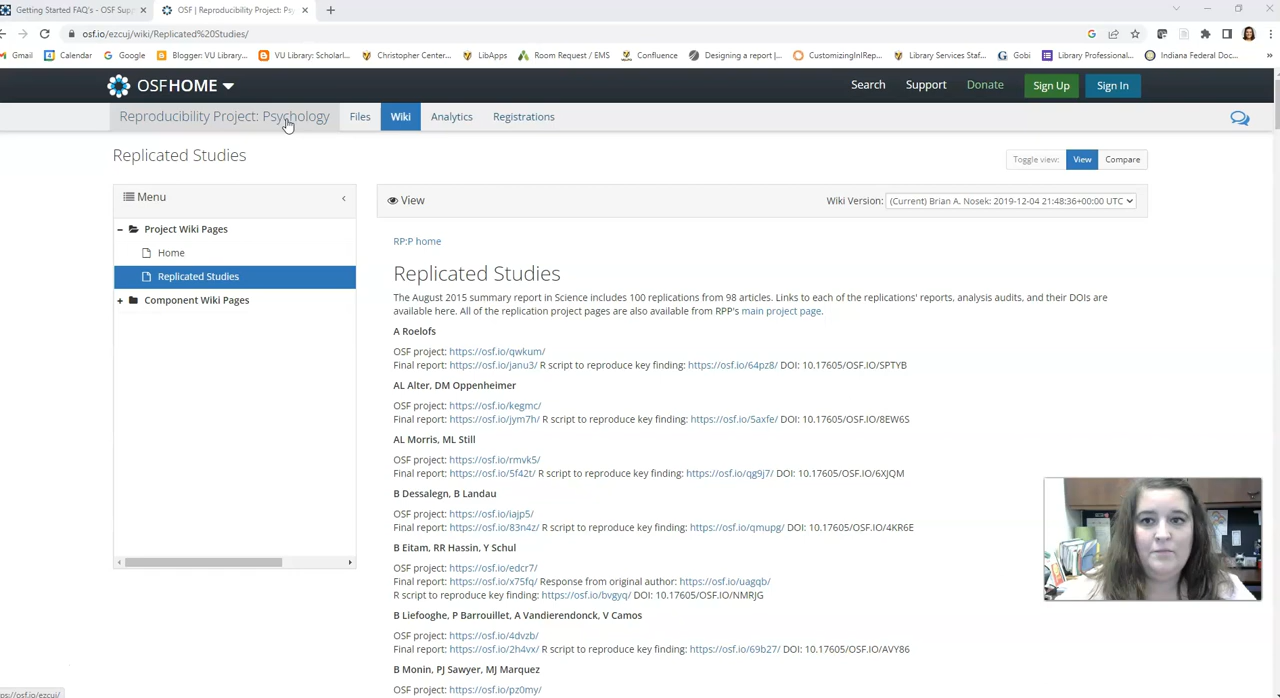 Getting Started FAQ's - OSF Sup
OSF | Reproducibility Project: Psyc
osf.io/ezcuj/wiki/Replicated%20Studies/
Gmail Calendar Google Blogger: VU Library... Blogger: VU Library: Scholarl... Christopher Center... LibApps Room Request / EMS Confluence Designing a report |... CustomizingInIRepo... Library Services Staf... Gobi Library Professional... Indiana Federal Doc...
OSFHOME Search Support Donate Sign Up Sign In
Reproducibility Project: Psychology Files Wiki Analytics Registrations
Replicated Studies
Toggle view: View Compare
Menu
Project Wiki Pages
Home
Replicated Studies
Component Wiki Pages
View
Wiki Version: (Current) Brian A. Nosek: 2019-12-04 21:48:36+00:00 UTC
RP:P home
Replicated Studies
The August 2015 summary report in Science includes 100 replications from 98 articles. Links to each of the replications' reports, analysis audits, and their DOIs are
available here. All of the replication project pages are also available from RPP's main project page.
A Roelofs
OSF project: https://osf.io/qwkum/
Final report: https://osf.io/janu3/ R script to reproduce key finding: https://osf.io/64pz8/ DOI: 10.17605/OSF.IO/SPTYB
AL Alter, DM Oppenheimer
OSF project: https://osf.io/kegmc/
Final report: https://osf.io/jym7h/ R script to reproduce key finding: https://osf.io/5axfe/ DOI: 10.17605/OSF.IO/8EW6S
AL Morris, ML Still
OSF project: https://osf.io/rmvk5/
Final report: https://osf.io/5f42t/ R script to reproduce key finding: https://osf.io/qg9j7/ DOI: 10.17605/OSF.IO/6XJQM
B Dessalegn, B Landau
OSF project: https://osf.io/iajp5/
Final report: https://osf.io/83n4z/ R script to reproduce key finding: https://osf.io/qmupg/ DOI: 10.17605/OSF.IO/4KR6E
B Eitam, RR Hassin, Y Schul
OSF project: https://osf.io/edcr7/
Final report: https://osf.io/x75fq/ Response from original author: https://osf.io/uagqb/
R script to reproduce key finding: https://osf.io/bvgyq/ DOI: 10.17605/OSF.IO/NMRJG
B Liefooghe, P Barrouillet, A Vandierendonck, V Camos
OSF project: https://osf.io/4dvzb/
Final report: https://osf.io/2h4vx/ R script to reproduce key finding: https://osf.io/69b27/ DOI: 10.17605/OSF.IO/AVY86
B Monin, PJ Sawyer, MJ Marquez
OSF project: https://osf.io/pz0my/
ps://osf.io/ezcuj/